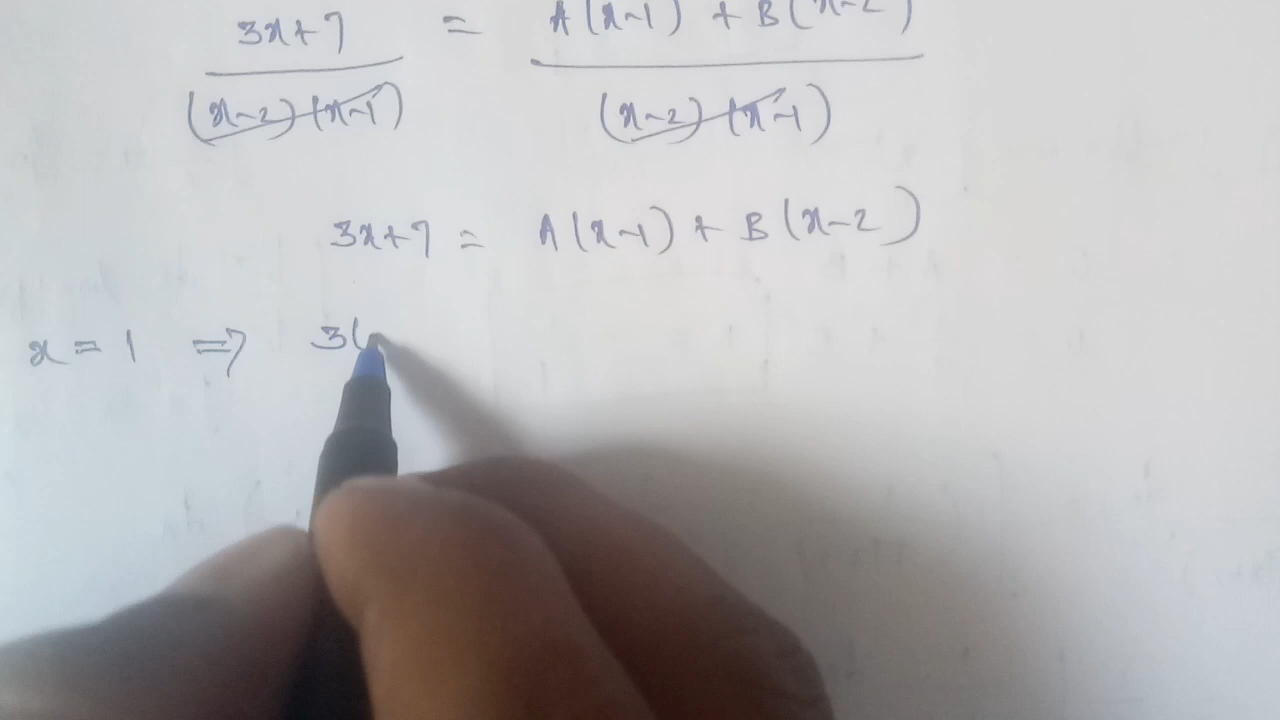 3x+7 = A(x-1) + B(x-2)
(x-2)(x-1) (x-2)(x-1)
3x+7 = A(x-1) + B(x-2)
x = 1 ⇒ 3(